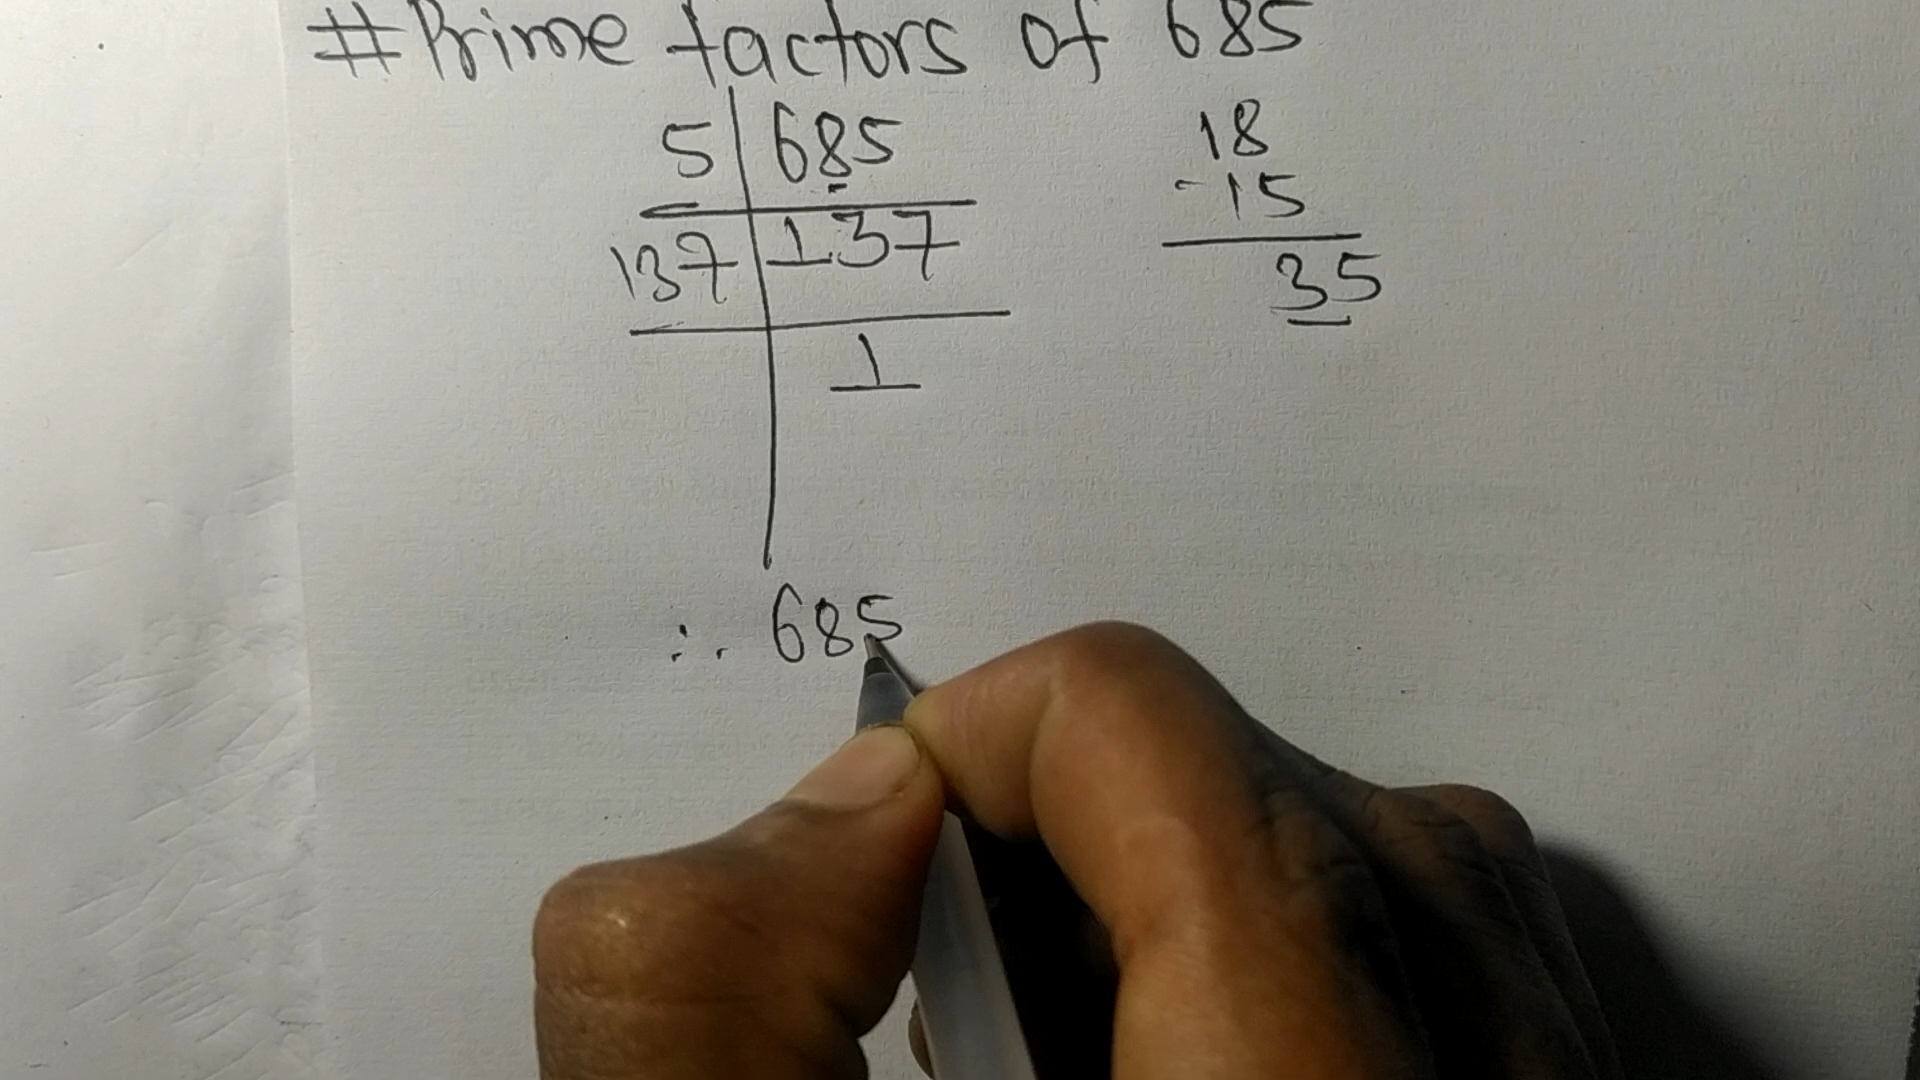 #Prime factors of 685
5 | 685
137 | 137
1
18
-15
35
∴ 685